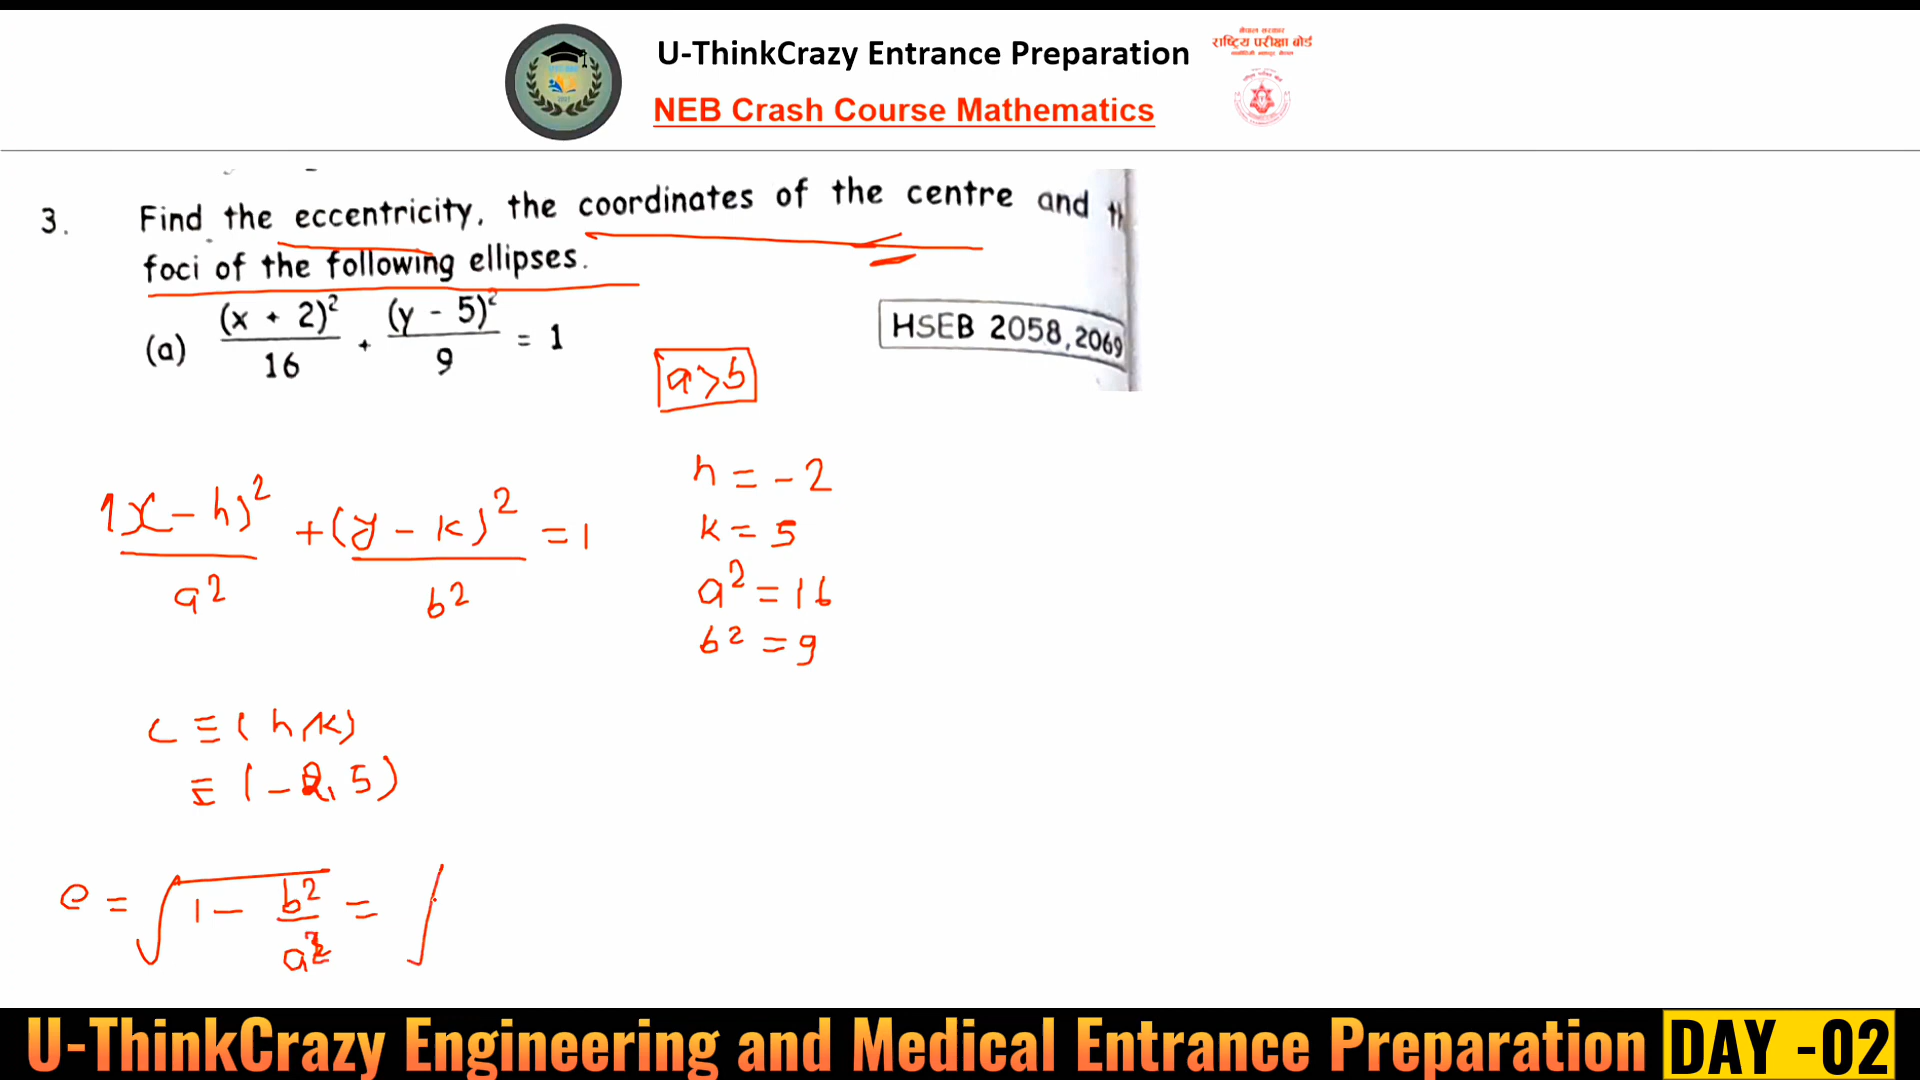 U-ThinkCrazy Entrance Preparation
NEB Crash Course Mathematics
नेपाल सरकार
राष्ट्रिय परीक्षा बोर्ड
3. Find the eccentricity, the coordinates of the centre and th
foci of the following ellipses.
(a) (x + 2)²/16 + (y - 5)²/9 = 1
HSEB 2058, 2069
a>b
(x-h)²/a² + (y-k)²/b² = 1
h = -2
k = 5
a² = 16
b² = 9
c ≡ (h,k)
≡ (-2,5)
e = √(1 - b²/a²) = √
U-ThinkCrazy Engineering and Medical Entrance Preparation DAY -02